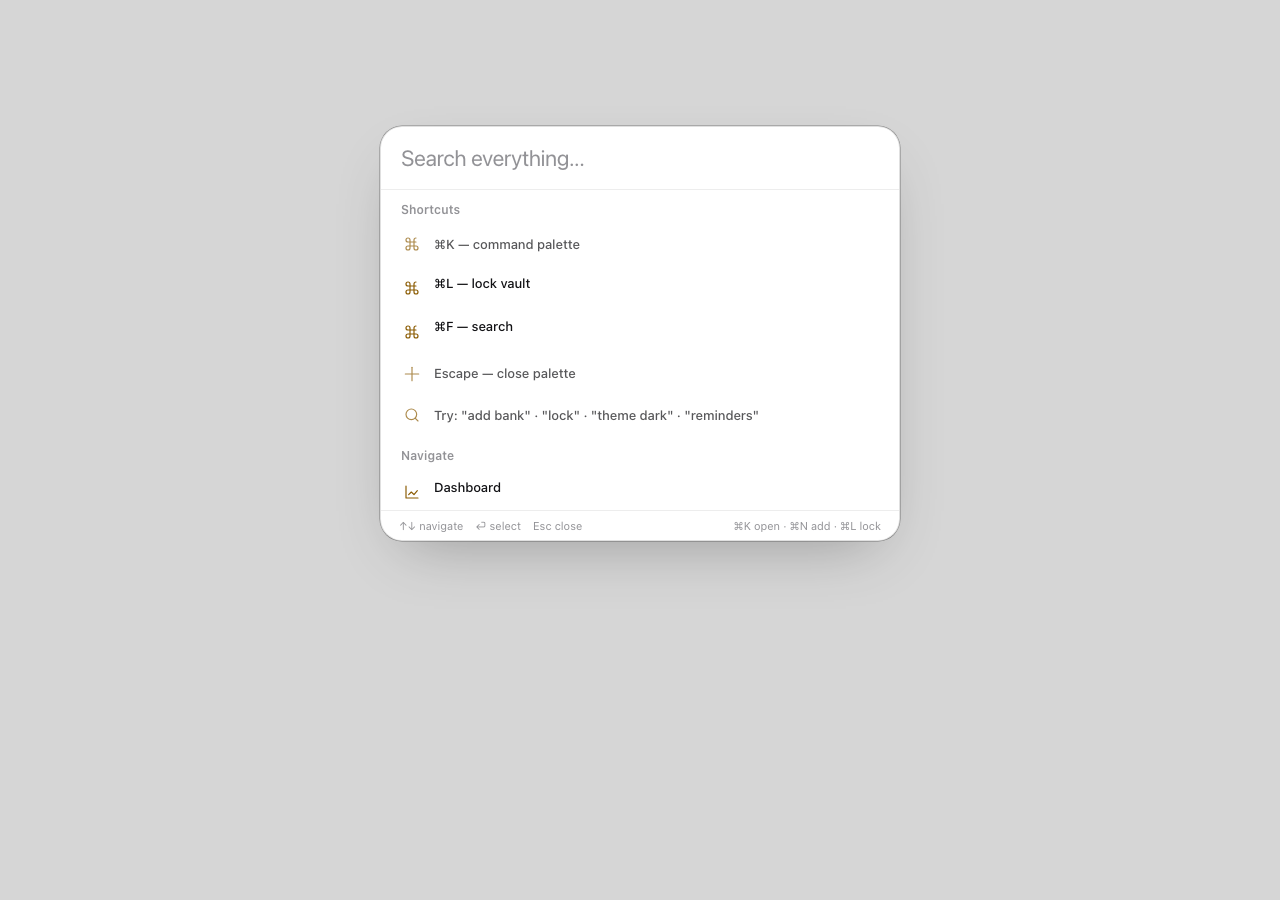 Search everything...
Shortcuts
⌘K — command palette
⌘L — lock vault
⌘F — search
Escape — close palette
Try: "add bank" · "lock" · "theme dark" · "reminders"
Navigate
Dashboard
↑↓ navigate ⏎ select Esc close ⌘K open · ⌘N add · ⌘L lock